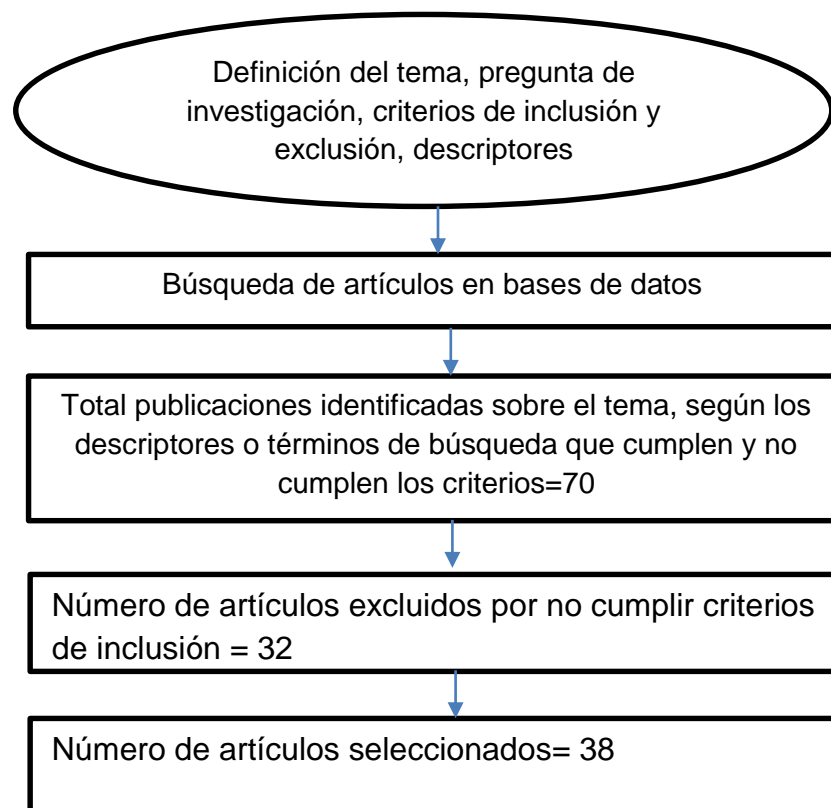 Definición del tema, pregunta de
investigación, criterios de inclusión y
exclusión, descriptores
Búsqueda de artículos en bases de datos
Total publicaciones identificadas sobre el tema, según los
descriptores o términos de búsqueda que cumplen y no
cumplen los criterios=70
Número de artículos excluidos por no cumplir criterios
de inclusión = 32
Número de artículos seleccionados= 38